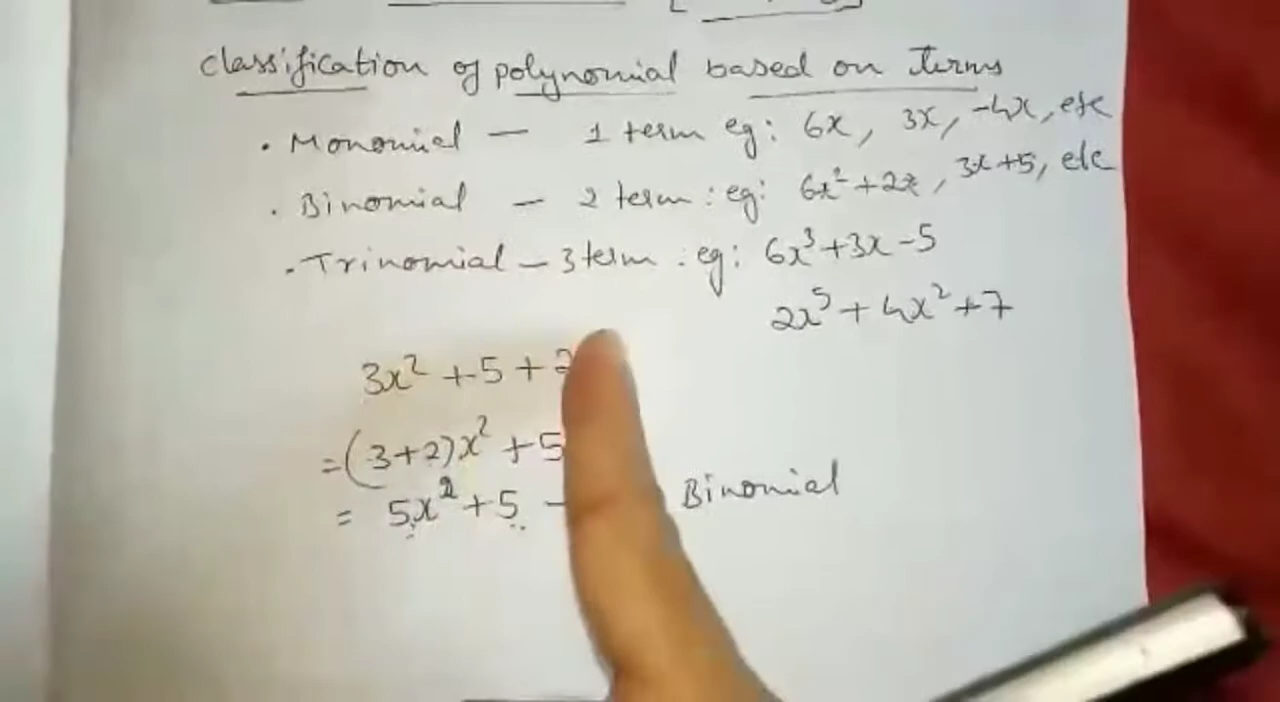 classification of polynomial based on Terms
. Monomial — 1 term eg: 6x, 3x, -4x, etc
. Binomial — 2 term : eg: 6x² + 2x, 3x+5, etc
. Trinomial — 3 term : eg: 6x³ + 3x - 5
2x⁵ + 4x² + 7
3x² + 5 + 2
= (3+2)x² + 5
= 5x² + 5 — Binomial